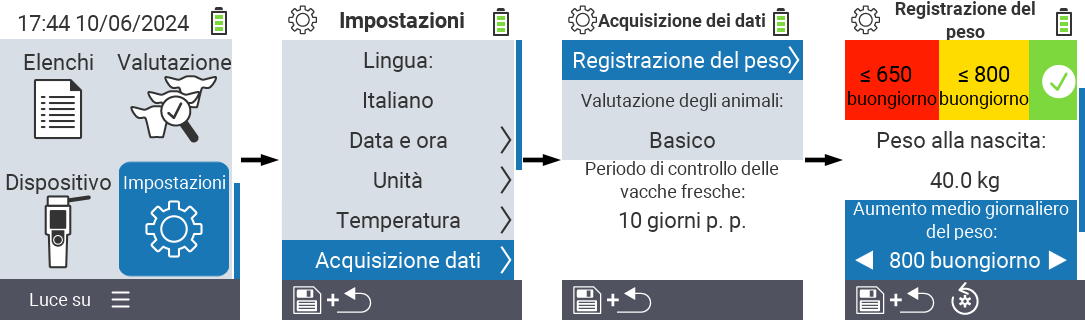 17:44 10/06/2024
Elenchi
Valutazione
Dispositivo
Impostazioni
Luce su
Impostazioni
Lingua:
Italiano
Data e ora
Unità
Temperatura
Acquisizione dati
+
Acquisizione dei dati
Registrazione del peso
Valutazione degli animali:
Basico
Periodo di controllo delle
vacche fresche:
10 giorni p. p.
+
Registrazione del
peso
≤ 650
buongiorno
≤ 800
buongiorno
Peso alla nascita:
40.0 kg
Aumento medio giornaliero
del peso:
800 buongiorno
+